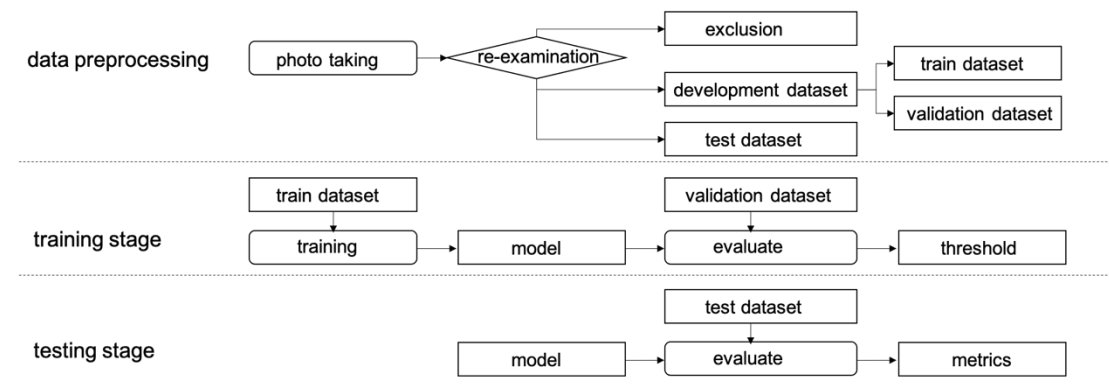 data preprocessing
photo taking
re-examination
exclusion
development dataset
test dataset
train dataset
validation dataset
training stage
train dataset
training
model
validation dataset
evaluate
threshold
testing stage
model
test dataset
evaluate
metrics